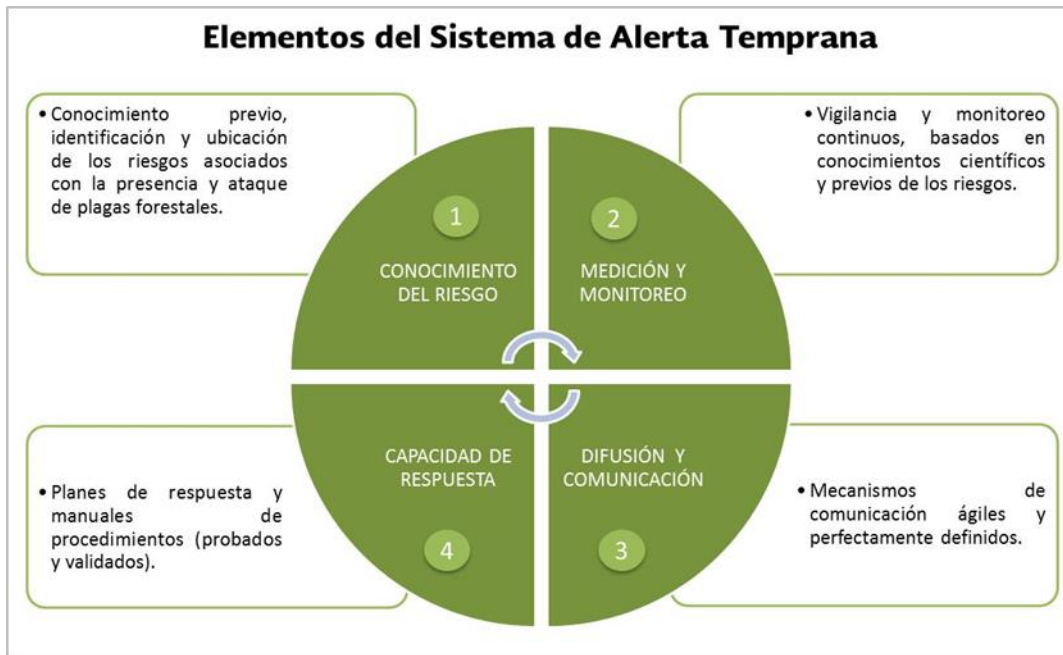 Elementos del Sistema de Alerta Temprana
• Conocimiento previo,
identificación y ubicación
de los riesgos asociados
con la presencia y ataque
de plagas forestales.
1
CONOCIMIENTO
DEL RIESGO
2
MEDICIÓN Y
MONITOREO
• Vigilancia y monitoreo
continuos, basados en
conocimientos científicos
y previos de los riesgos.
• Planes de respuesta y
manuales de
procedimientos (probados
y validados).
CAPACIDAD DE
RESPUESTA
4
DIFUSIÓN Y
COMUNICACIÓN
3
• Mecanismos de
comunicación ágiles y
perfectamente definidos.